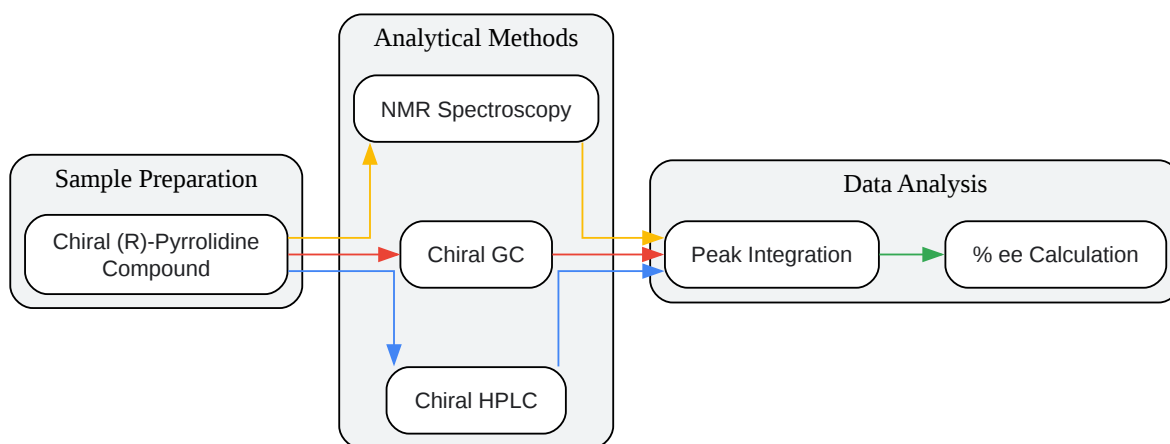 Sample Preparation
Chiral (R)-Pyrrolidine
Compound
Analytical Methods
NMR Spectroscopy
Chiral GC
Chiral HPLC
Data Analysis
Peak Integration
% ee Calculation